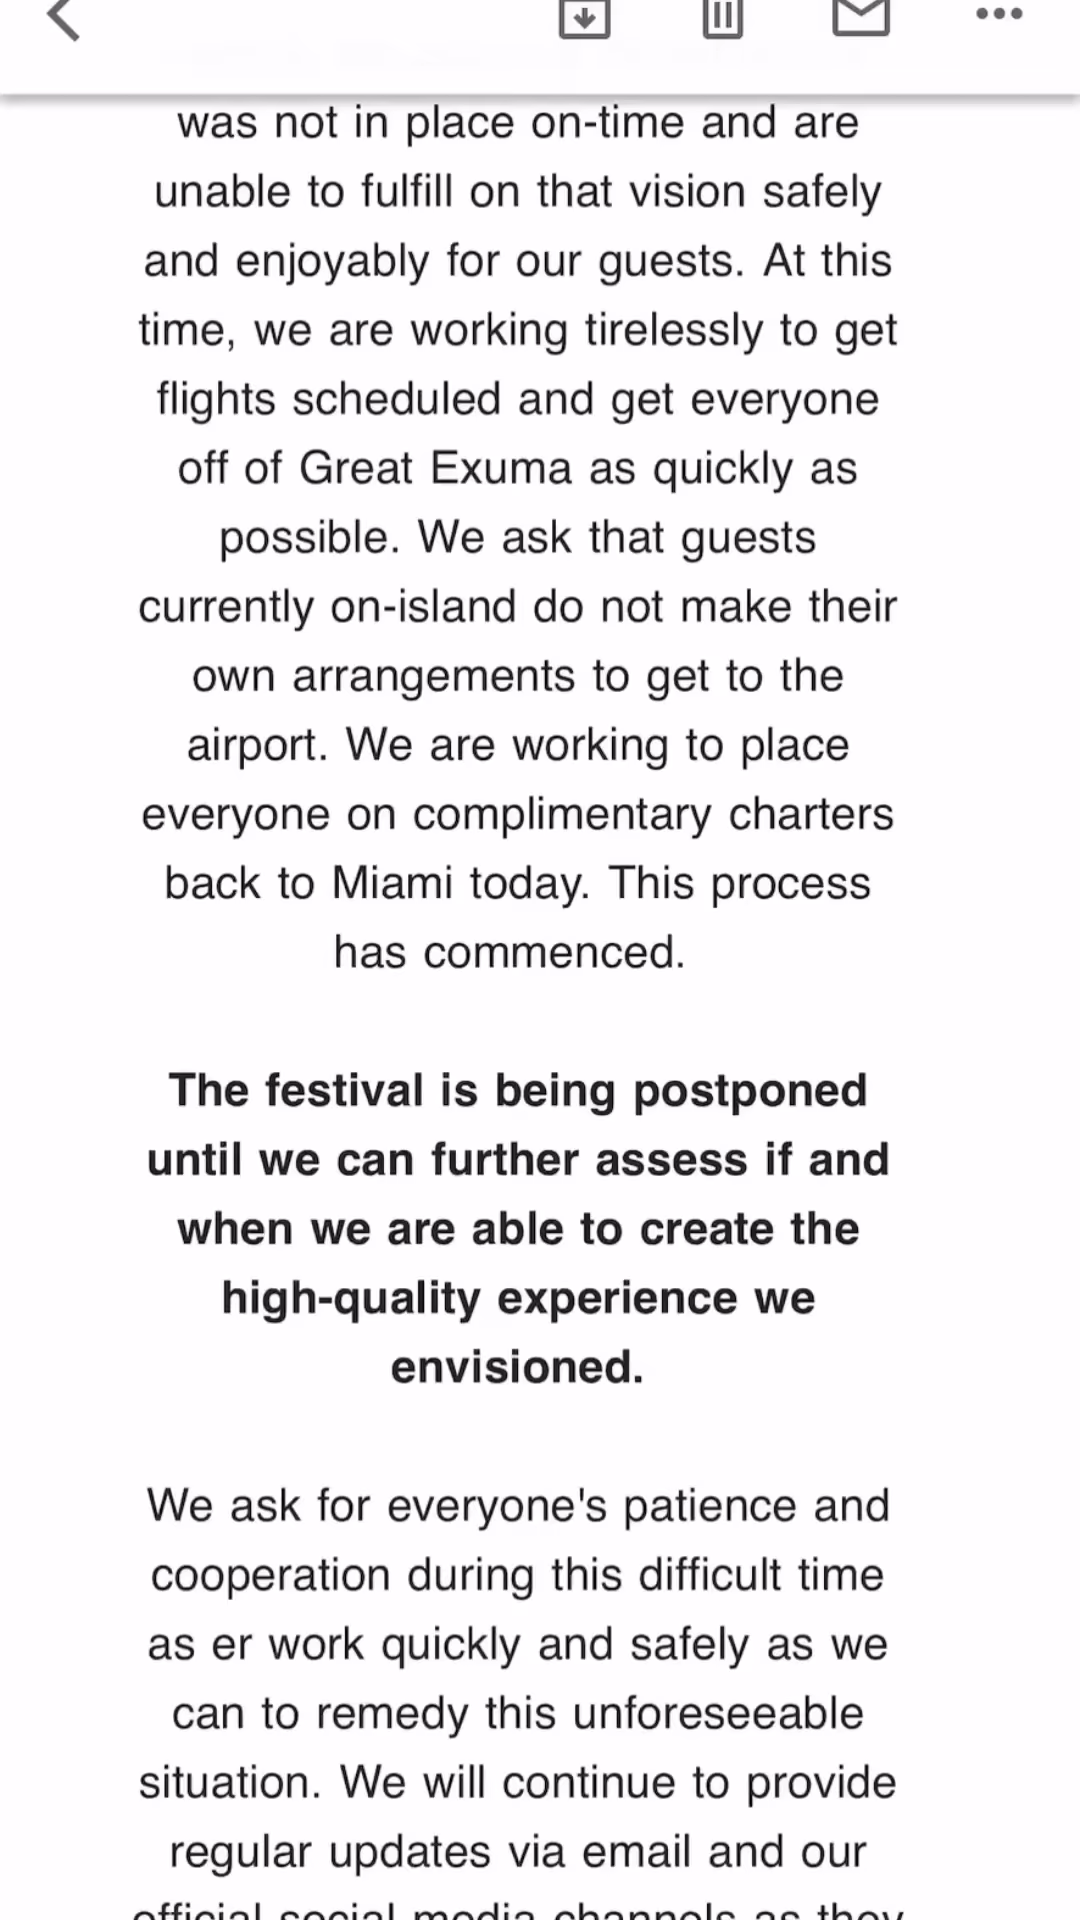 was not in place on-time and are
unable to fulfill on that vision safely
and enjoyably for our guests. At this
time, we are working tirelessly to get
flights scheduled and get everyone
off of Great Exuma as quickly as
possible. We ask that guests
currently on-island do not make their
own arrangements to get to the
airport. We are working to place
everyone on complimentary charters
back to Miami today. This process
has commenced.
The festival is being postponed
until we can further assess if and
when we are able to create the
high-quality experience we
envisioned.
We ask for everyone's patience and
cooperation during this difficult time
as er work quickly and safely as we
can to remedy this unforeseeable
situation. We will continue to provide
regular updates via email and our
official social media channels as they